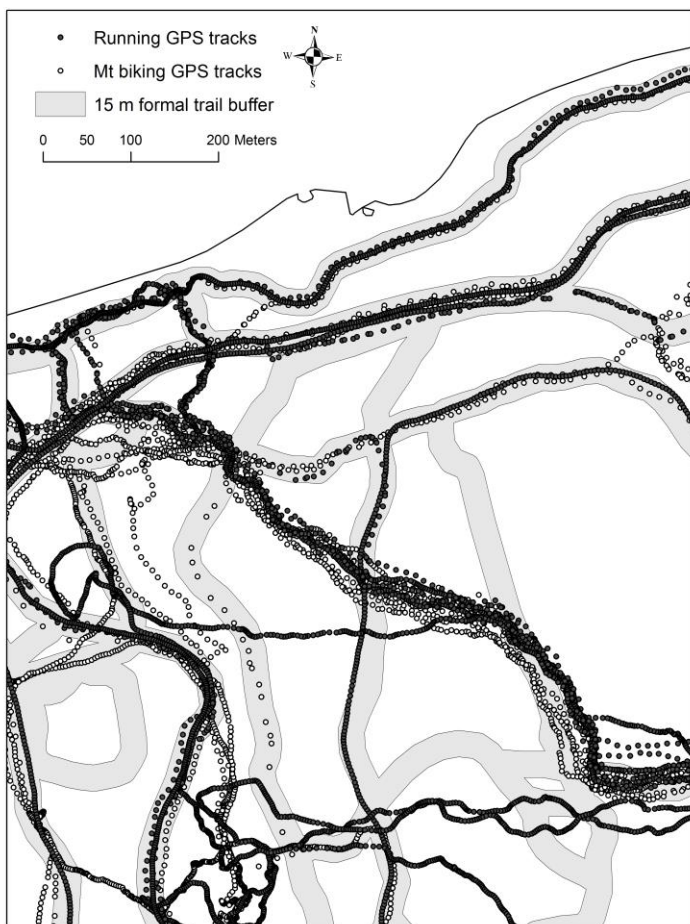 Running GPS tracks
Mt biking GPS tracks
15 m formal trail buffer
0 50 100 200 Meters
N
W E
S